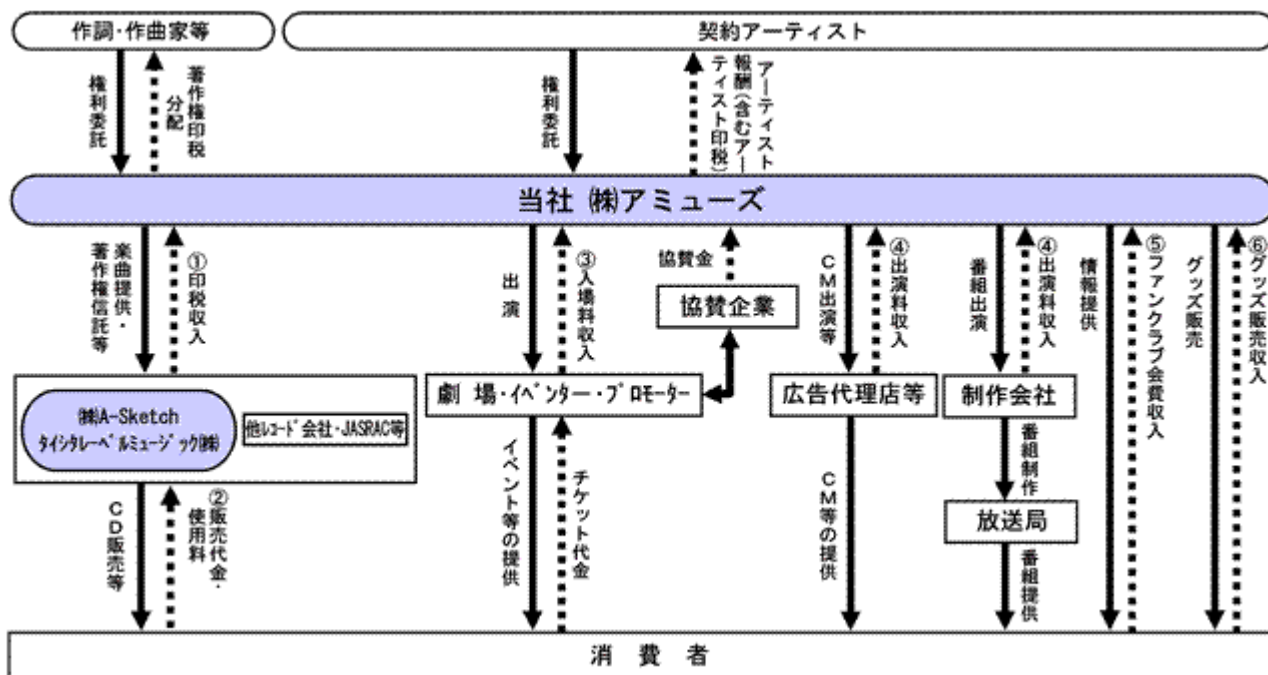 作詞・作曲家等
契約アーティスト
権利委託
著作権印税
分配
権利委託
アーティスト
報酬(含むアー
ティスト印税)
当社 ㈱アミューズ
楽曲提供・
著作権信託等
①印税収入
出演
③入場料収入
協賛金
協賛企業
CM出演等
④出演料収入
番組出演
④出演料収入
情報提供
⑤ファンクラブ会費収入
グッズ販売
⑥グッズ販売収入
㈱A-Sketch
タイシタレーベルミュージック㈱
他レコード会社・JASRAC等
劇 場・イベンター・プロモーター
広告代理店等
制作会社
番組制作
放送局
CD販売等
②販売代金・
使用料
イベント等の提供
チケット代金
CM等の提供
番組提供
消 費 者